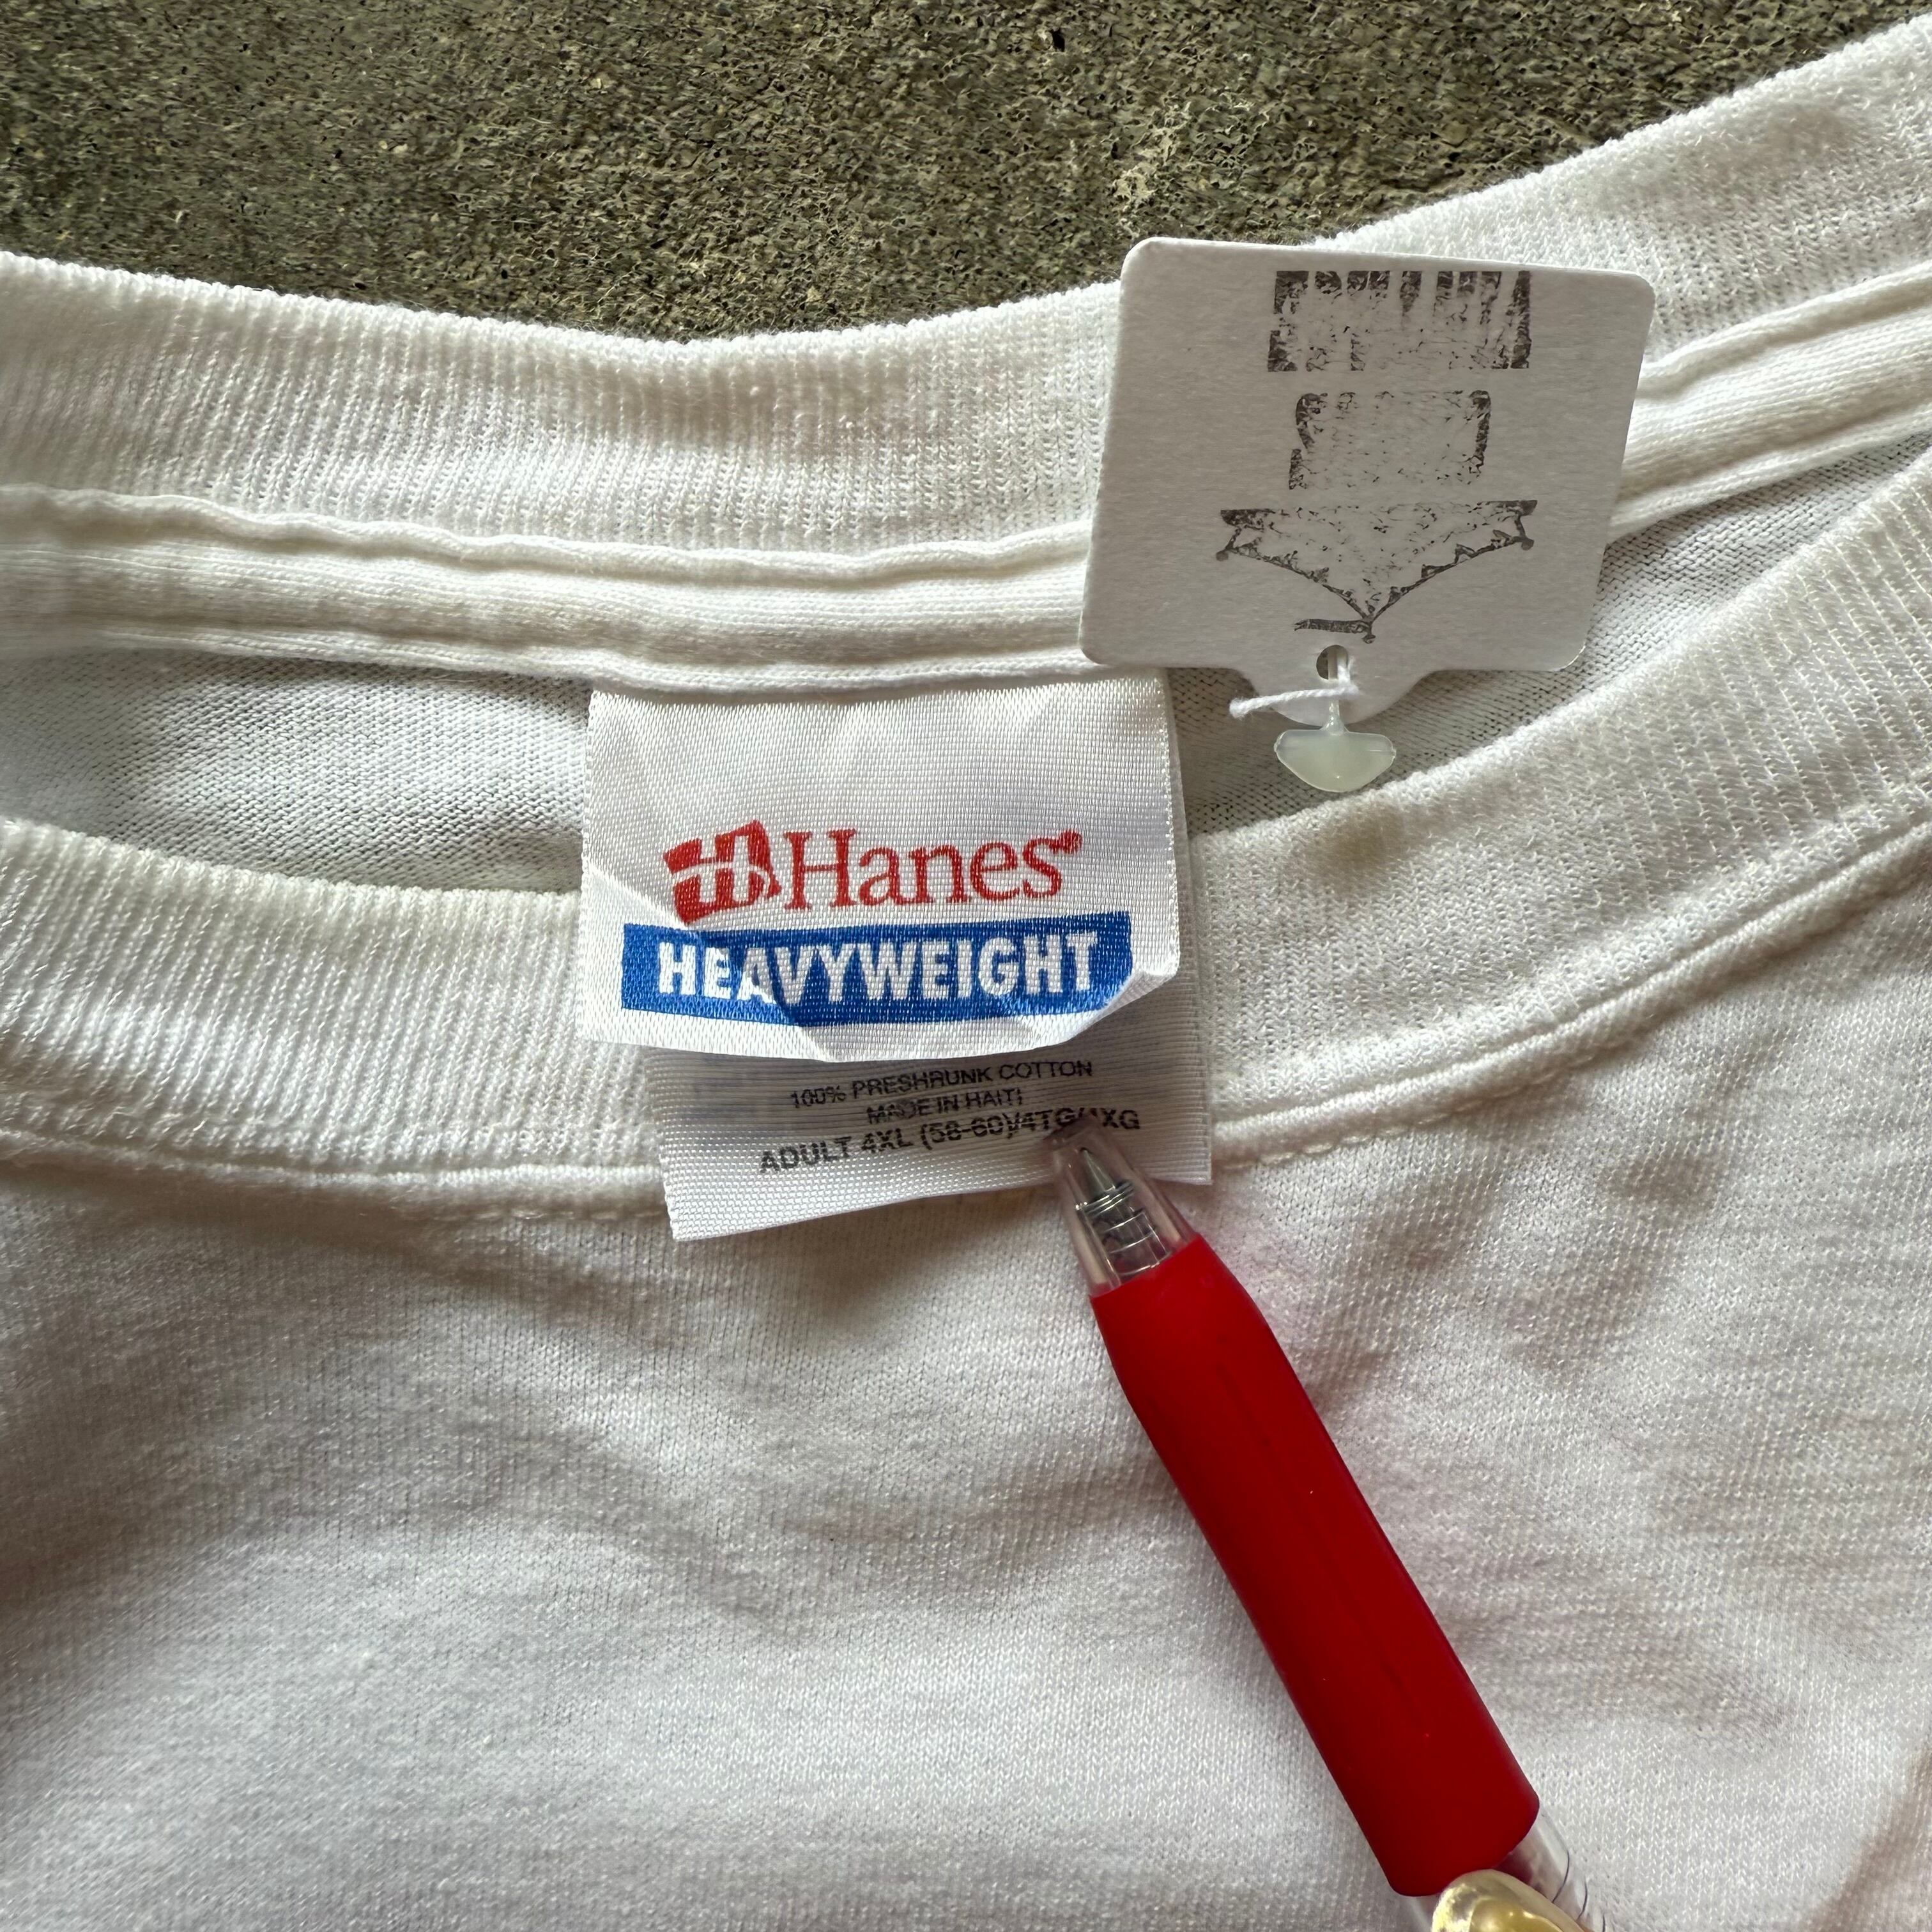 Hanes
HEAVYWEIGHT
100% PRESHRUNK COTTON
MADE IN HAITI
ADULT 4XL (58-60)/4TG/4XG